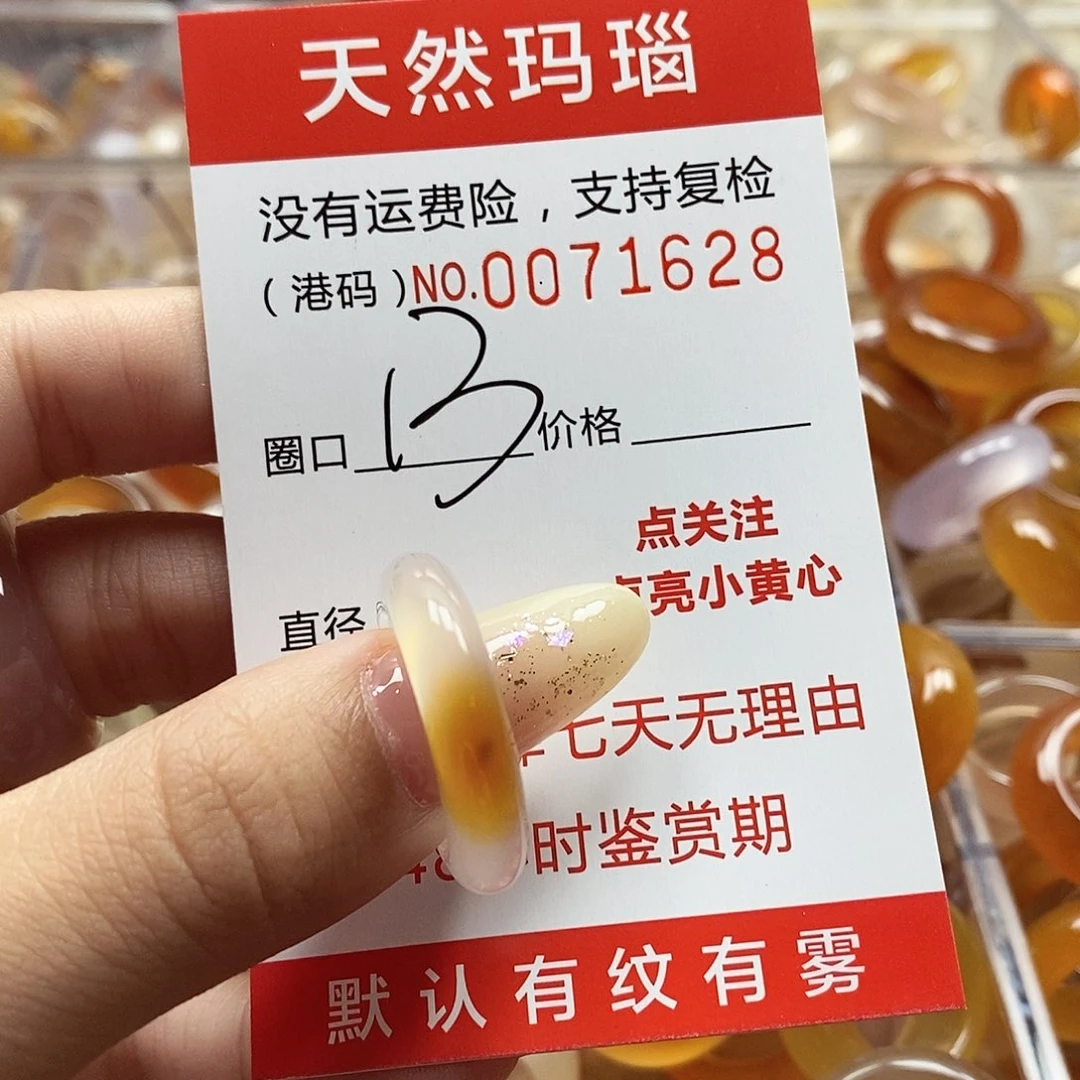 天然玛瑙
没有运费险，支持复检
(港码)NO.0071628
圈口 13 价格
点关注
亮小黄心
直径
七天无理由
48 时鉴赏期
默认有纹有雾